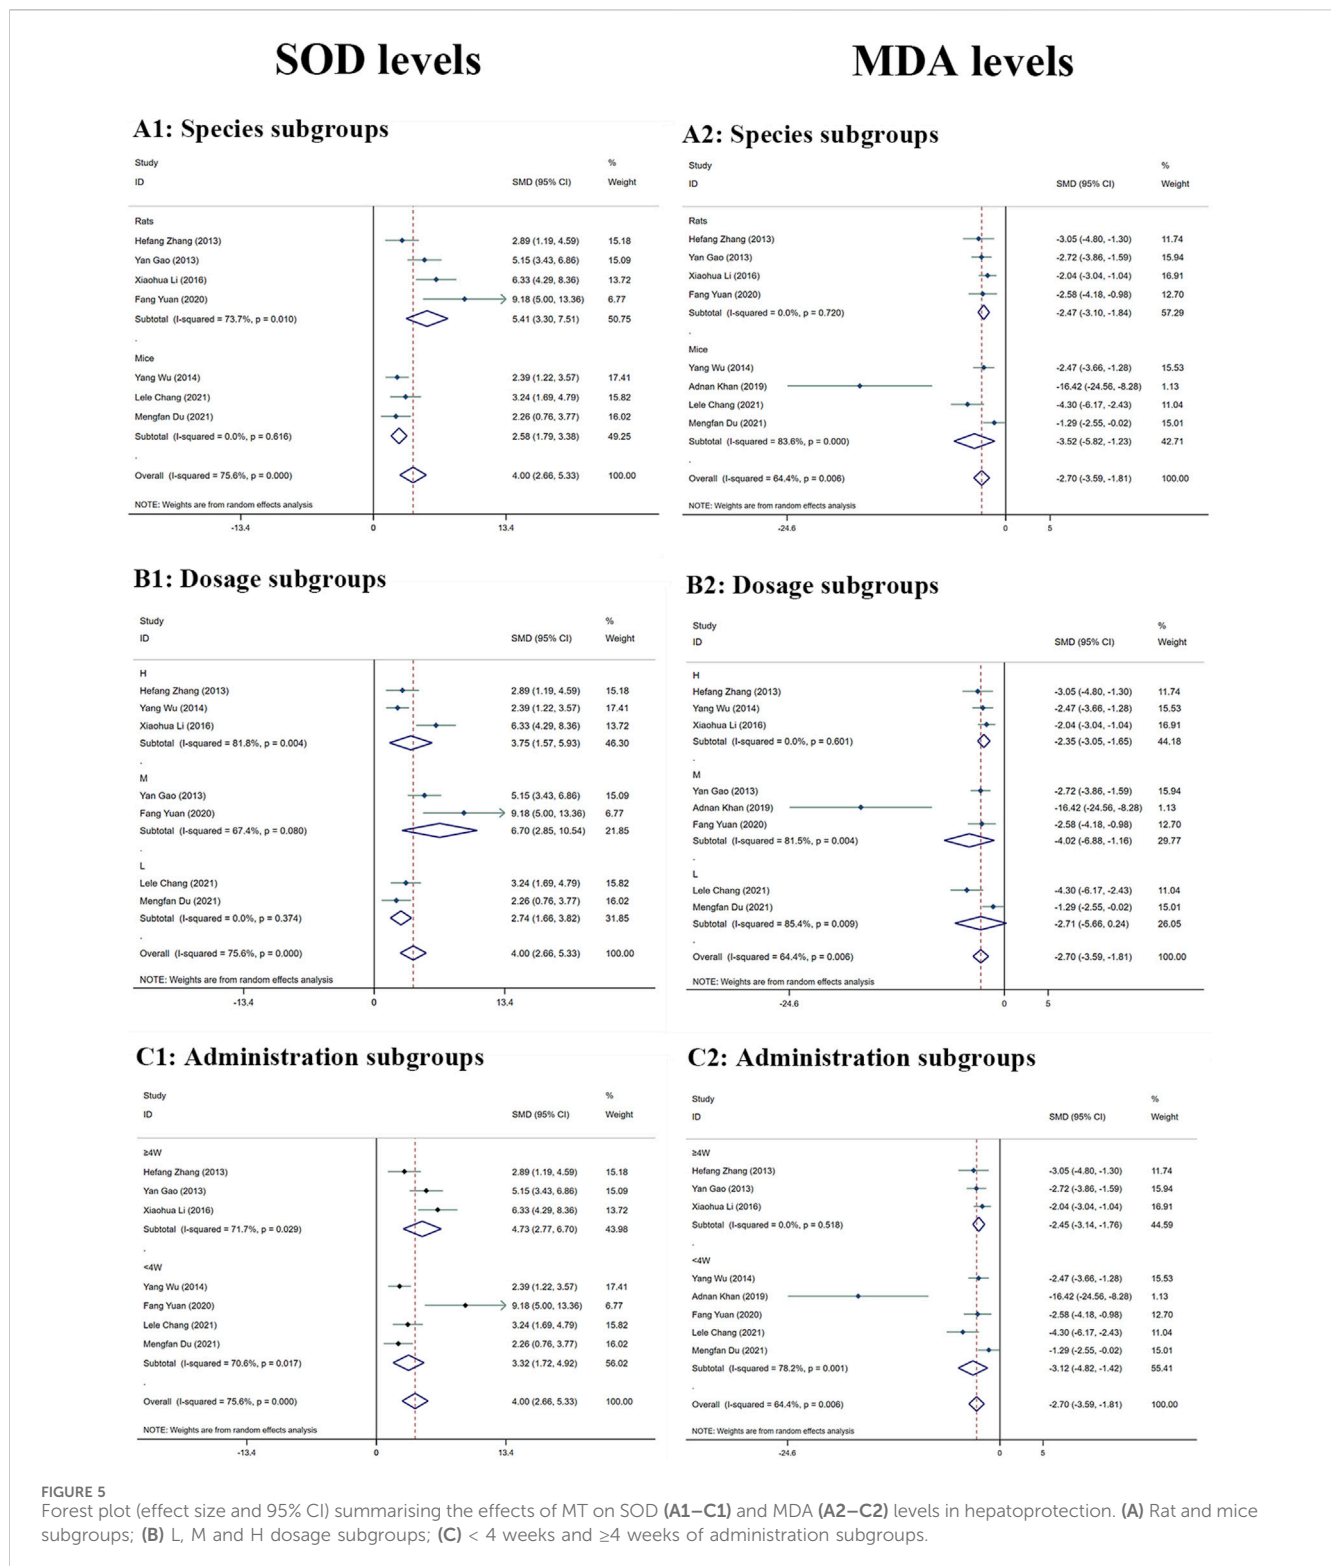 SOD levels
MDA levels
A1: Species subgroups
Study %
ID SMD (95% CI) Weight
Rats
Hefang Zhang (2013) 2.89 (1.19, 4.59) 15.18
Yan Gao (2013) 5.15 (3.43, 6.86) 15.09
Xiaohua Li (2016) 6.33 (4.29, 8.36) 13.72
Fang Yuan (2020) 9.18 (5.00, 13.36) 6.77
Subtotal (I-squared = 73.7%, p = 0.010) 5.41 (3.30, 7.51) 50.75
.
Mice
Yang Wu (2014) 2.39 (1.22, 3.57) 17.41
Lele Chang (2021) 3.24 (1.69, 4.79) 15.82
Mengfan Du (2021) 2.26 (0.76, 3.77) 16.02
Subtotal (I-squared = 0.0%, p = 0.616) 2.58 (1.79, 3.38) 49.25
.
Overall (I-squared = 75.6%, p = 0.000) 4.00 (2.66, 5.33) 100.00
NOTE: Weights are from random effects analysis
-13.4 0 13.4
A2: Species subgroups
Study %
ID SMD (95% CI) Weight
Rats
Hefang Zhang (2013) -3.05 (-4.80, -1.30) 11.74
Yan Gao (2013) -2.72 (-3.86, -1.59) 15.94
Xiaohua Li (2016) -2.04 (-3.04, -1.04) 16.91
Fang Yuan (2020) -2.58 (-4.18, -0.98) 12.70
Subtotal (I-squared = 0.0%, p = 0.720) -2.47 (-3.10, -1.84) 57.29
.
Mice
Yang Wu (2014) -2.47 (-3.66, -1.28) 15.53
Adnan Khan (2019) -16.42 (-24.56, -8.28) 1.13
Lele Chang (2021) -4.30 (-6.17, -2.43) 11.04
Mengfan Du (2021) -1.29 (-2.55, -0.02) 15.01
Subtotal (I-squared = 83.6%, p = 0.000) -3.52 (-5.82, -1.23) 42.71
.
Overall (I-squared = 64.4%, p = 0.006) -2.70 (-3.59, -1.81) 100.00
NOTE: Weights are from random effects analysis
-24.6 0 5
B1: Dosage subgroups
Study %
ID SMD (95% CI) Weight
H
Hefang Zhang (2013) 2.89 (1.19, 4.59) 15.18
Yang Wu (2014) 2.39 (1.22, 3.57) 17.41
Xiaohua Li (2016) 6.33 (4.29, 8.36) 13.72
Subtotal (I-squared = 81.8%, p = 0.004) 3.75 (1.57, 5.93) 46.30
.
M
Yan Gao (2013) 5.15 (3.43, 6.86) 15.09
Fang Yuan (2020) 9.18 (5.00, 13.36) 6.77
Subtotal (I-squared = 67.4%, p = 0.080) 6.70 (2.85, 10.54) 21.85
.
L
Lele Chang (2021) 3.24 (1.69, 4.79) 15.82
Mengfan Du (2021) 2.26 (0.76, 3.77) 16.02
Subtotal (I-squared = 0.0%, p = 0.374) 2.74 (1.66, 3.82) 31.85
.
Overall (I-squared = 75.6%, p = 0.000) 4.00 (2.66, 5.33) 100.00
NOTE: Weights are from random effects analysis
-13.4 0 13.4
B2: Dosage subgroups
Study %
ID SMD (95% CI) Weight
H
Hefang Zhang (2013) -3.05 (-4.80, -1.30) 11.74
Yang Wu (2014) -2.47 (-3.66, -1.28) 15.53
Xiaohua Li (2016) -2.04 (-3.04, -1.04) 16.91
Subtotal (I-squared = 0.0%, p = 0.601) -2.35 (-3.05, -1.65) 44.18
.
M
Yan Gao (2013) -2.72 (-3.86, -1.59) 15.94
Adnan Khan (2019) -16.42 (-24.56, -8.28) 1.13
Fang Yuan (2020) -2.58 (-4.18, -0.98) 12.70
Subtotal (I-squared = 81.5%, p = 0.004) -4.02 (-6.88, -1.16) 29.77
.
L
Lele Chang (2021) -4.30 (-6.17, -2.43) 11.04
Mengfan Du (2021) -1.29 (-2.55, -0.02) 15.01
Subtotal (I-squared = 85.4%, p = 0.009) -2.71 (-5.66, 0.24) 26.05
.
Overall (I-squared = 64.4%, p = 0.006) -2.70 (-3.59, -1.81) 100.00
NOTE: Weights are from random effects analysis
-24.6 0 5
C1: Administration subgroups
Study %
ID SMD (95% CI) Weight
≥4W
Hefang Zhang (2013) 2.89 (1.19, 4.59) 15.18
Yan Gao (2013) 5.15 (3.43, 6.86) 15.09
Xiaohua Li (2016) 6.33 (4.29, 8.36) 13.72
Subtotal (I-squared = 71.7%, p = 0.029) 4.73 (2.77, 6.70) 43.98
.
<4W
Yang Wu (2014) 2.39 (1.22, 3.57) 17.41
Fang Yuan (2020) 9.18 (5.00, 13.36) 6.77
Lele Chang (2021) 3.24 (1.69, 4.79) 15.82
Mengfan Du (2021) 2.26 (0.76, 3.77) 16.02
Subtotal (I-squared = 70.6%, p = 0.017) 3.32 (1.72, 4.92) 56.02
.
Overall (I-squared = 75.6%, p = 0.000) 4.00 (2.66, 5.33) 100.00
NOTE: Weights are from random effects analysis
-13.4 0 13.4
C2: Administration subgroups
Study %
ID SMD (95% CI) Weight
≥4W
Hefang Zhang (2013) -3.05 (-4.80, -1.30) 11.74
Yan Gao (2013) -2.72 (-3.86, -1.59) 15.94
Xiaohua Li (2016) -2.04 (-3.04, -1.04) 16.91
Subtotal (I-squared = 0.0%, p = 0.518) -2.45 (-3.14, -1.76) 44.59
.
<4W
Yang Wu (2014) -2.47 (-3.66, -1.28) 15.53
Adnan Khan (2019) -16.42 (-24.56, -8.28) 1.13
Fang Yuan (2020) -2.58 (-4.18, -0.98) 12.70
Lele Chang (2021) -4.30 (-6.17, -2.43) 11.04
Mengfan Du (2021) -1.29 (-2.55, -0.02) 15.01
Subtotal (I-squared = 78.2%, p = 0.001) -3.12 (-4.82, -1.42) 55.41
.
Overall (I-squared = 64.4%, p = 0.006) -2.70 (-3.59, -1.81) 100.00
NOTE: Weights are from random effects analysis
-24.6 0 5
FIGURE 5
Forest plot (effect size and 95% CI) summarising the effects of MT on SOD (A1–C1) and MDA (A2–C2) levels in hepatoprotection. (A) Rat and mice
subgroups; (B) L, M and H dosage subgroups; (C) < 4 weeks and ≥4 weeks of administration subgroups.